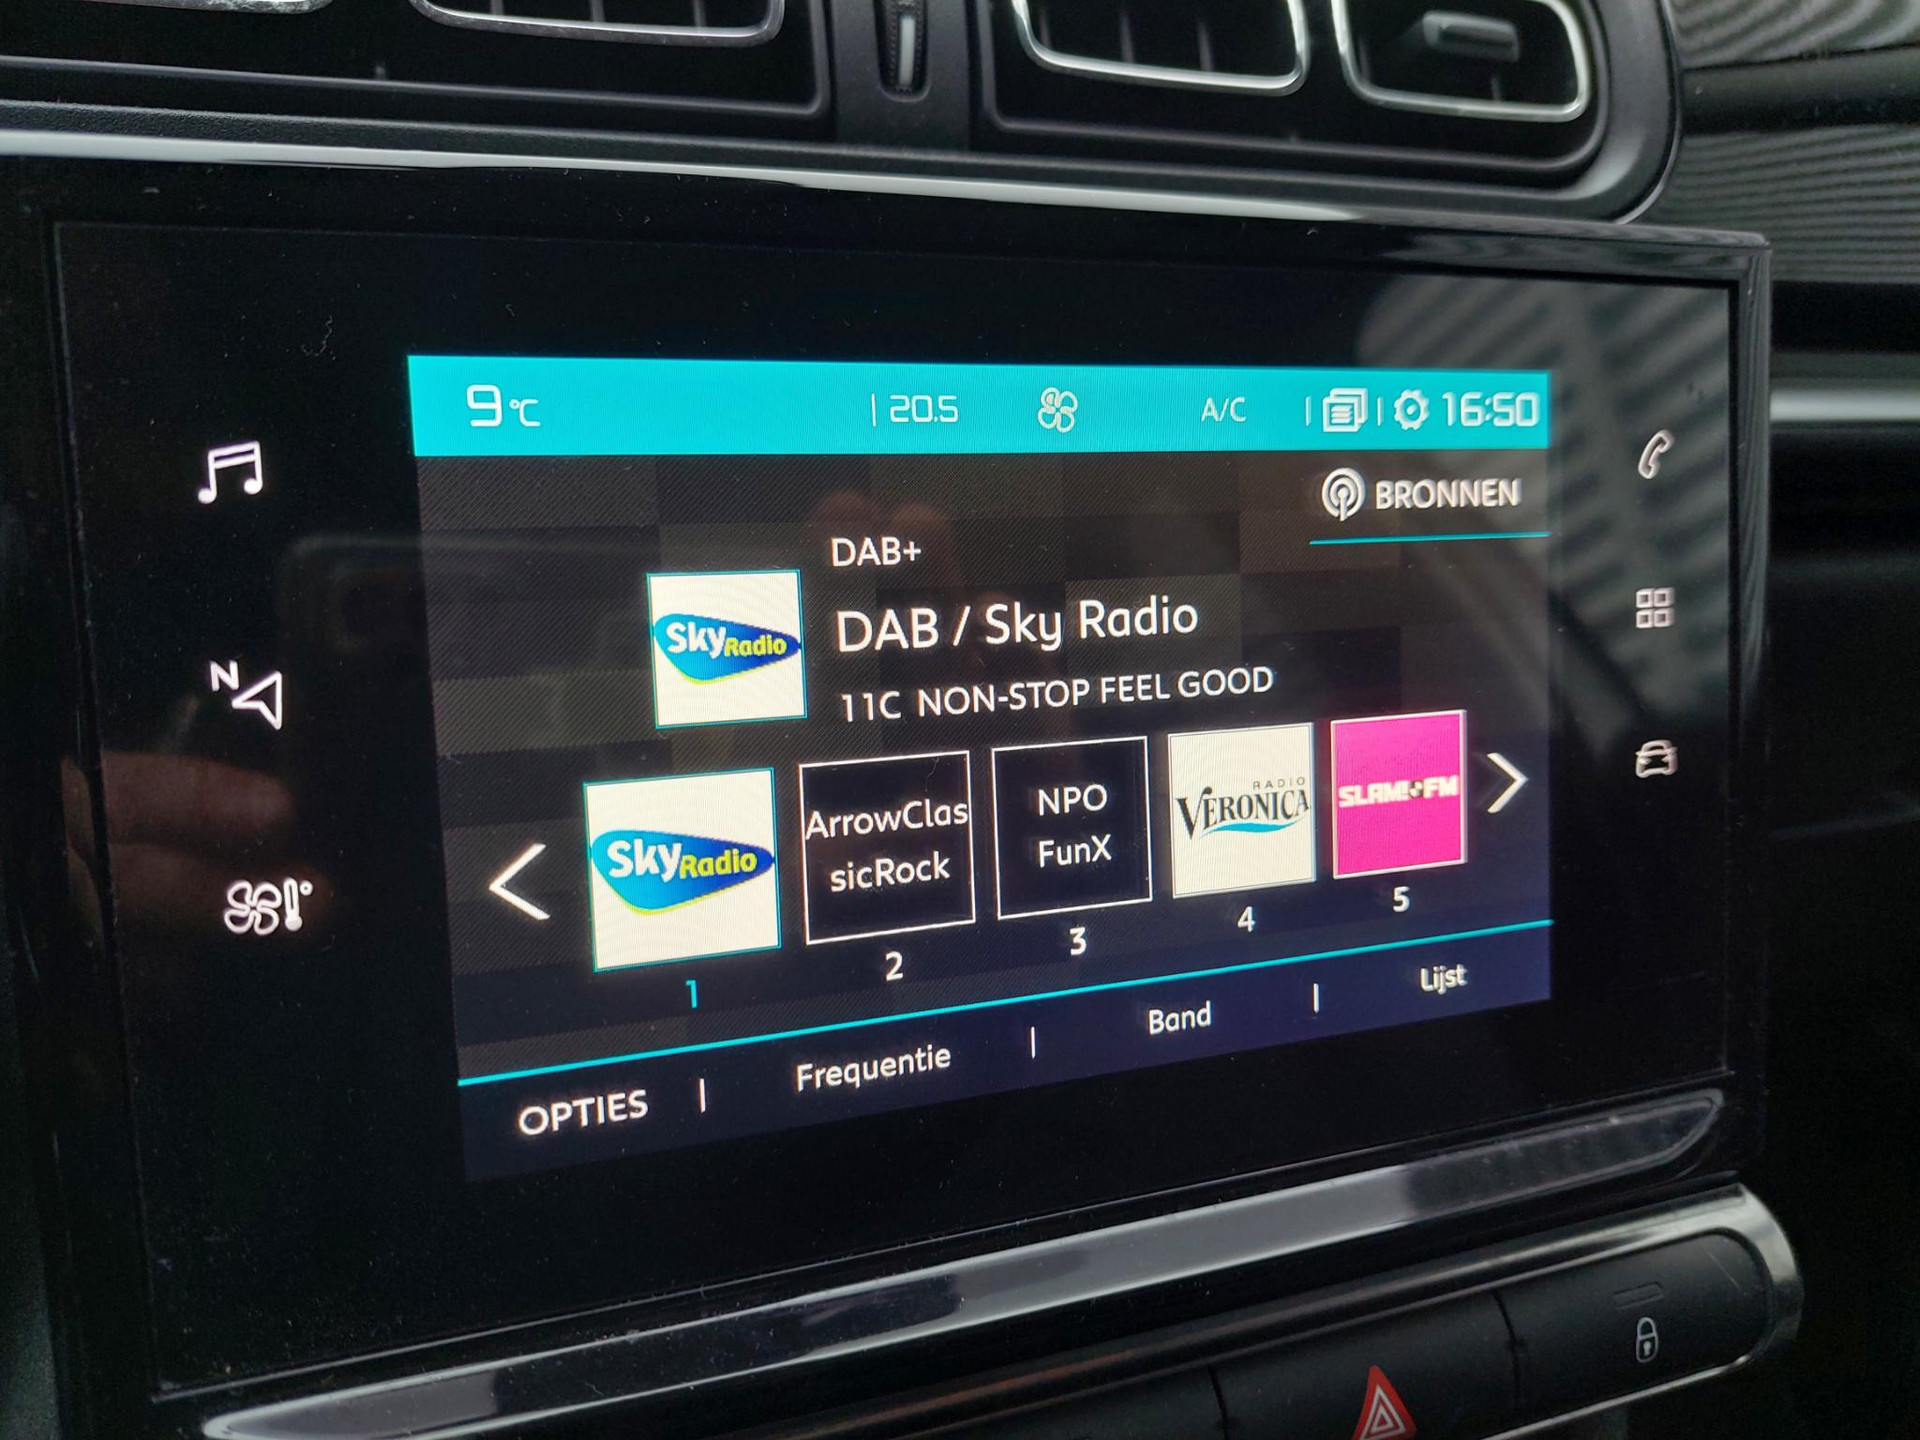 9°C | 20.5 A/C | | 16:50
BRONNEN
DAB+
DAB / Sky Radio
11C NON-STOP FEEL GOOD
Sky Radio
N
Sky Radio
1
ArrowClas
sicRock
2
NPO
FunX
3
RADIO
VERONICA
4
SLAM! FM
5
OPTIES | Frequentie | Band | Lijst